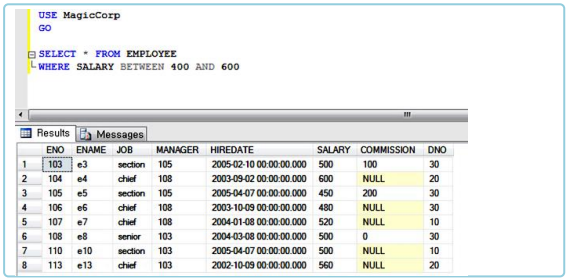 USE MagicCorp
GO
SELECT * FROM EMPLOYEE
WHERE SALARY BETWEEN 400 AND 600
Results Messages
ENO ENAME JOB MANAGER HIREDATE SALARY COMMISSION DNO
1 103 e3 section 105 2005-02-10 00:00:00.000 500 100 30
2 104 e4 chief 108 2003-09-02 00:00:00.000 600 NULL 20
3 105 e5 section 105 2005-04-07 00:00:00.000 450 200 30
4 106 e6 chief 108 2003-10-09 00:00:00.000 480 NULL 30
5 107 e7 chief 108 2004-01-08 00:00:00.000 520 NULL 10
6 108 e8 senior 103 2004-03-08 00:00:00.000 500 0 30
7 110 e10 section 103 2005-04-07 00:00:00.000 500 NULL 10
8 113 e13 chief 103 2002-10-09 00:00:00.000 560 NULL 20